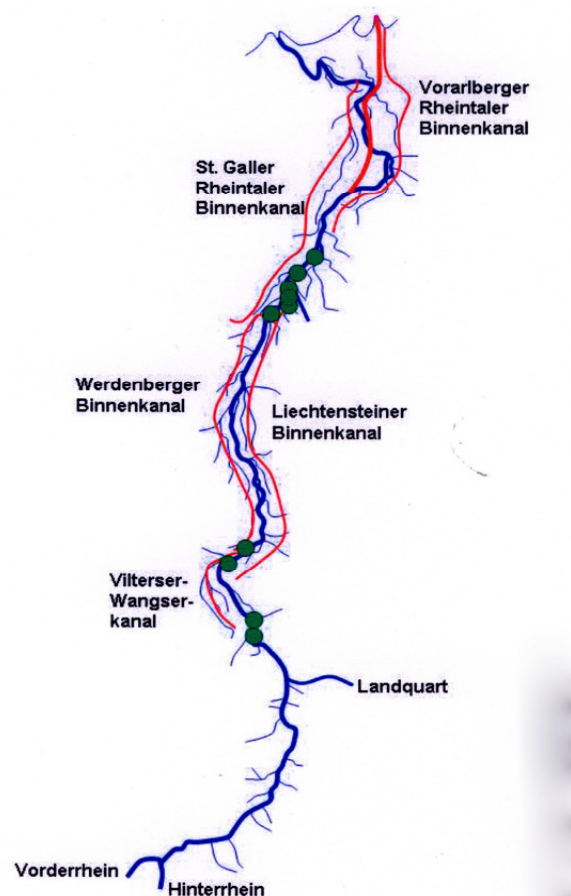 Vorarlberger
Rheintaler
Binnenkanal
St. Galler
Rheintaler
Binnenkanal
Werdenberger
Binnenkanal
Liechtensteiner
Binnenkanal
Vilterser-
Wangser-
kanal
Landquart
Vorderrhein
Hinterrhein